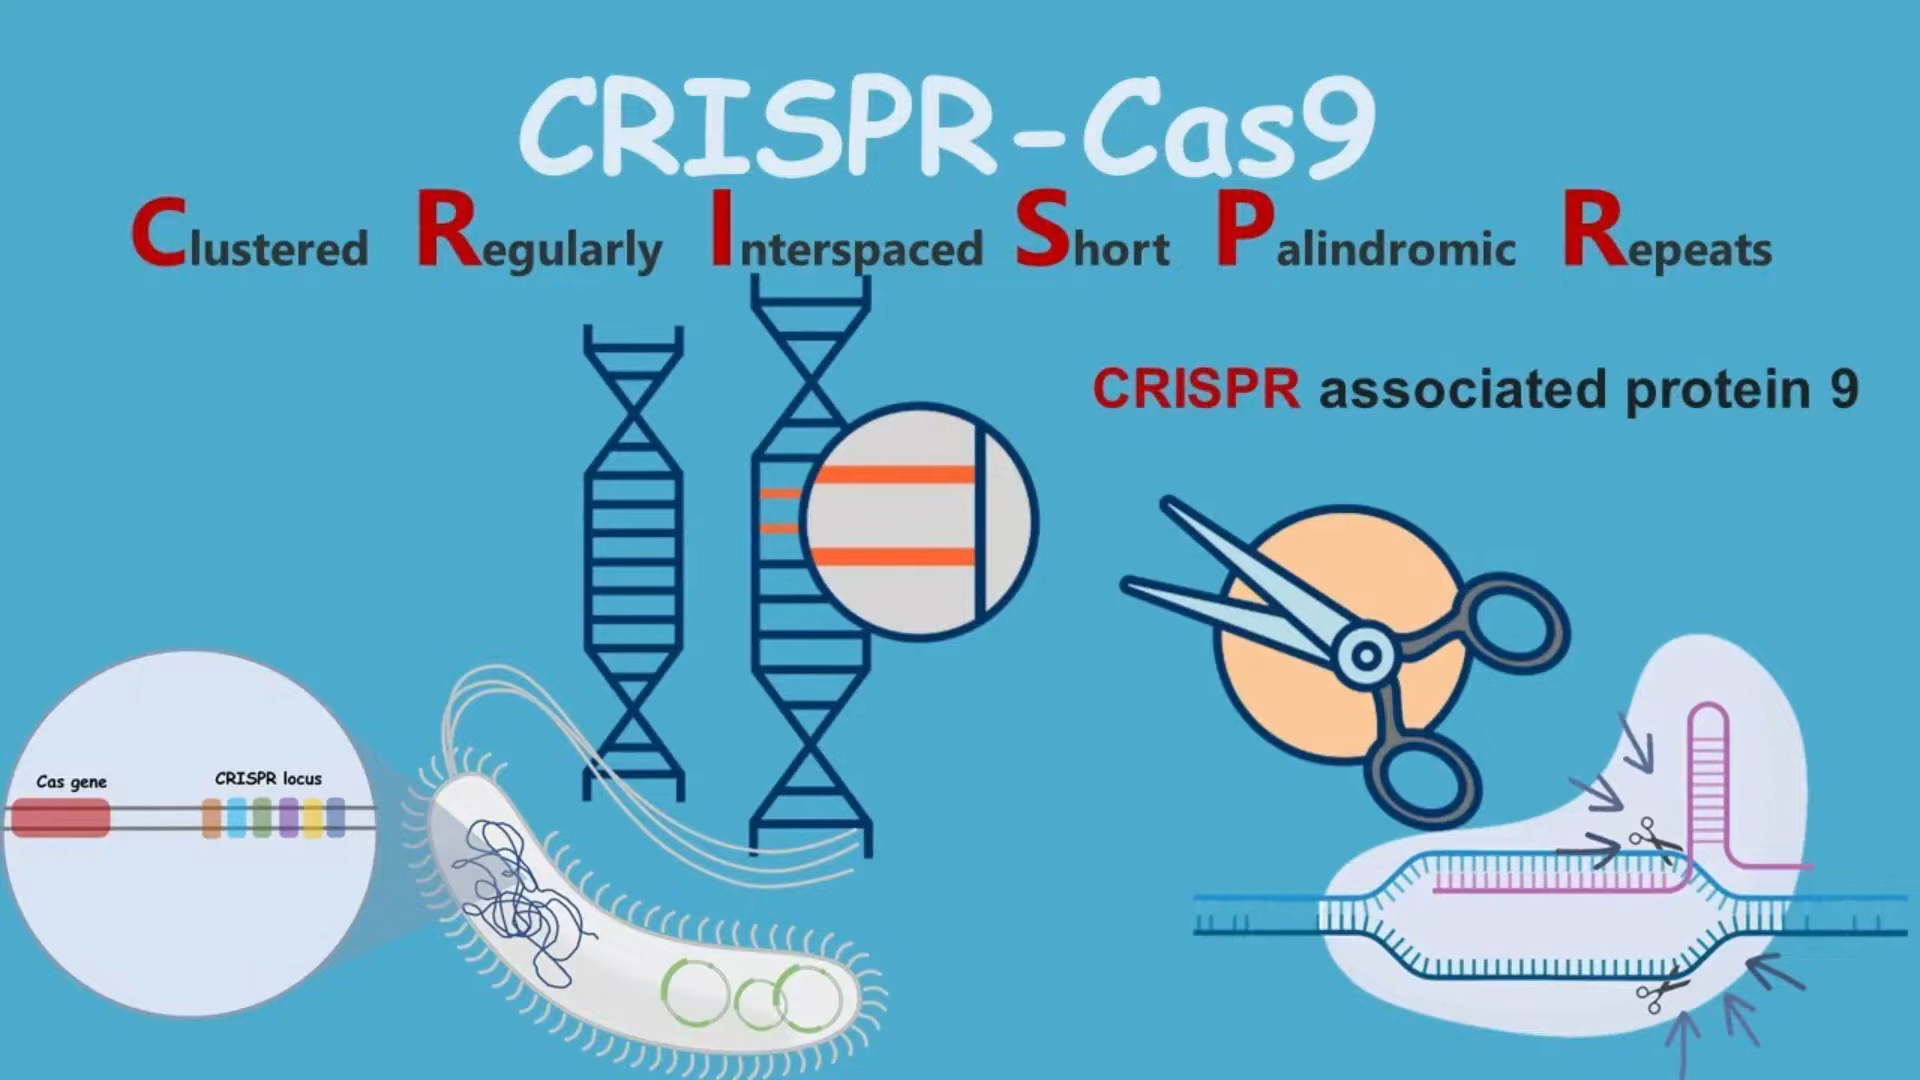 CRISPR-Cas9
Clustered Regularly Interspaced Short Palindromic Repeats
CRISPR associated protein 9
Cas gene
CRISPR locus